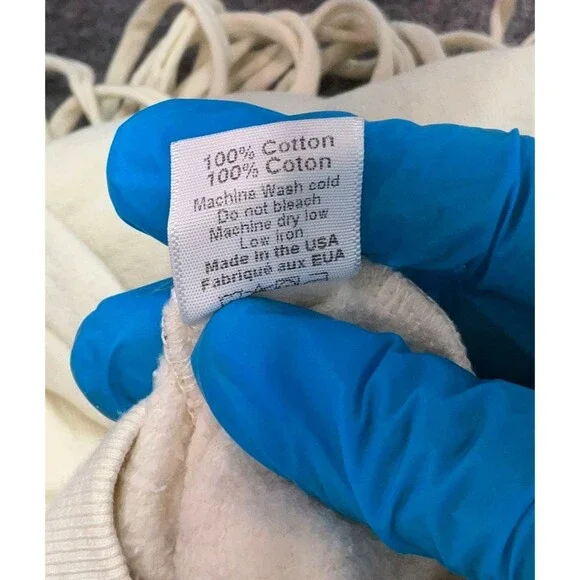 100% Cotton
100% Coton
Machine Wash cold
Do not bleach
Machine dry low
Low iron
Made in the USA
Fabriqué aux EUA